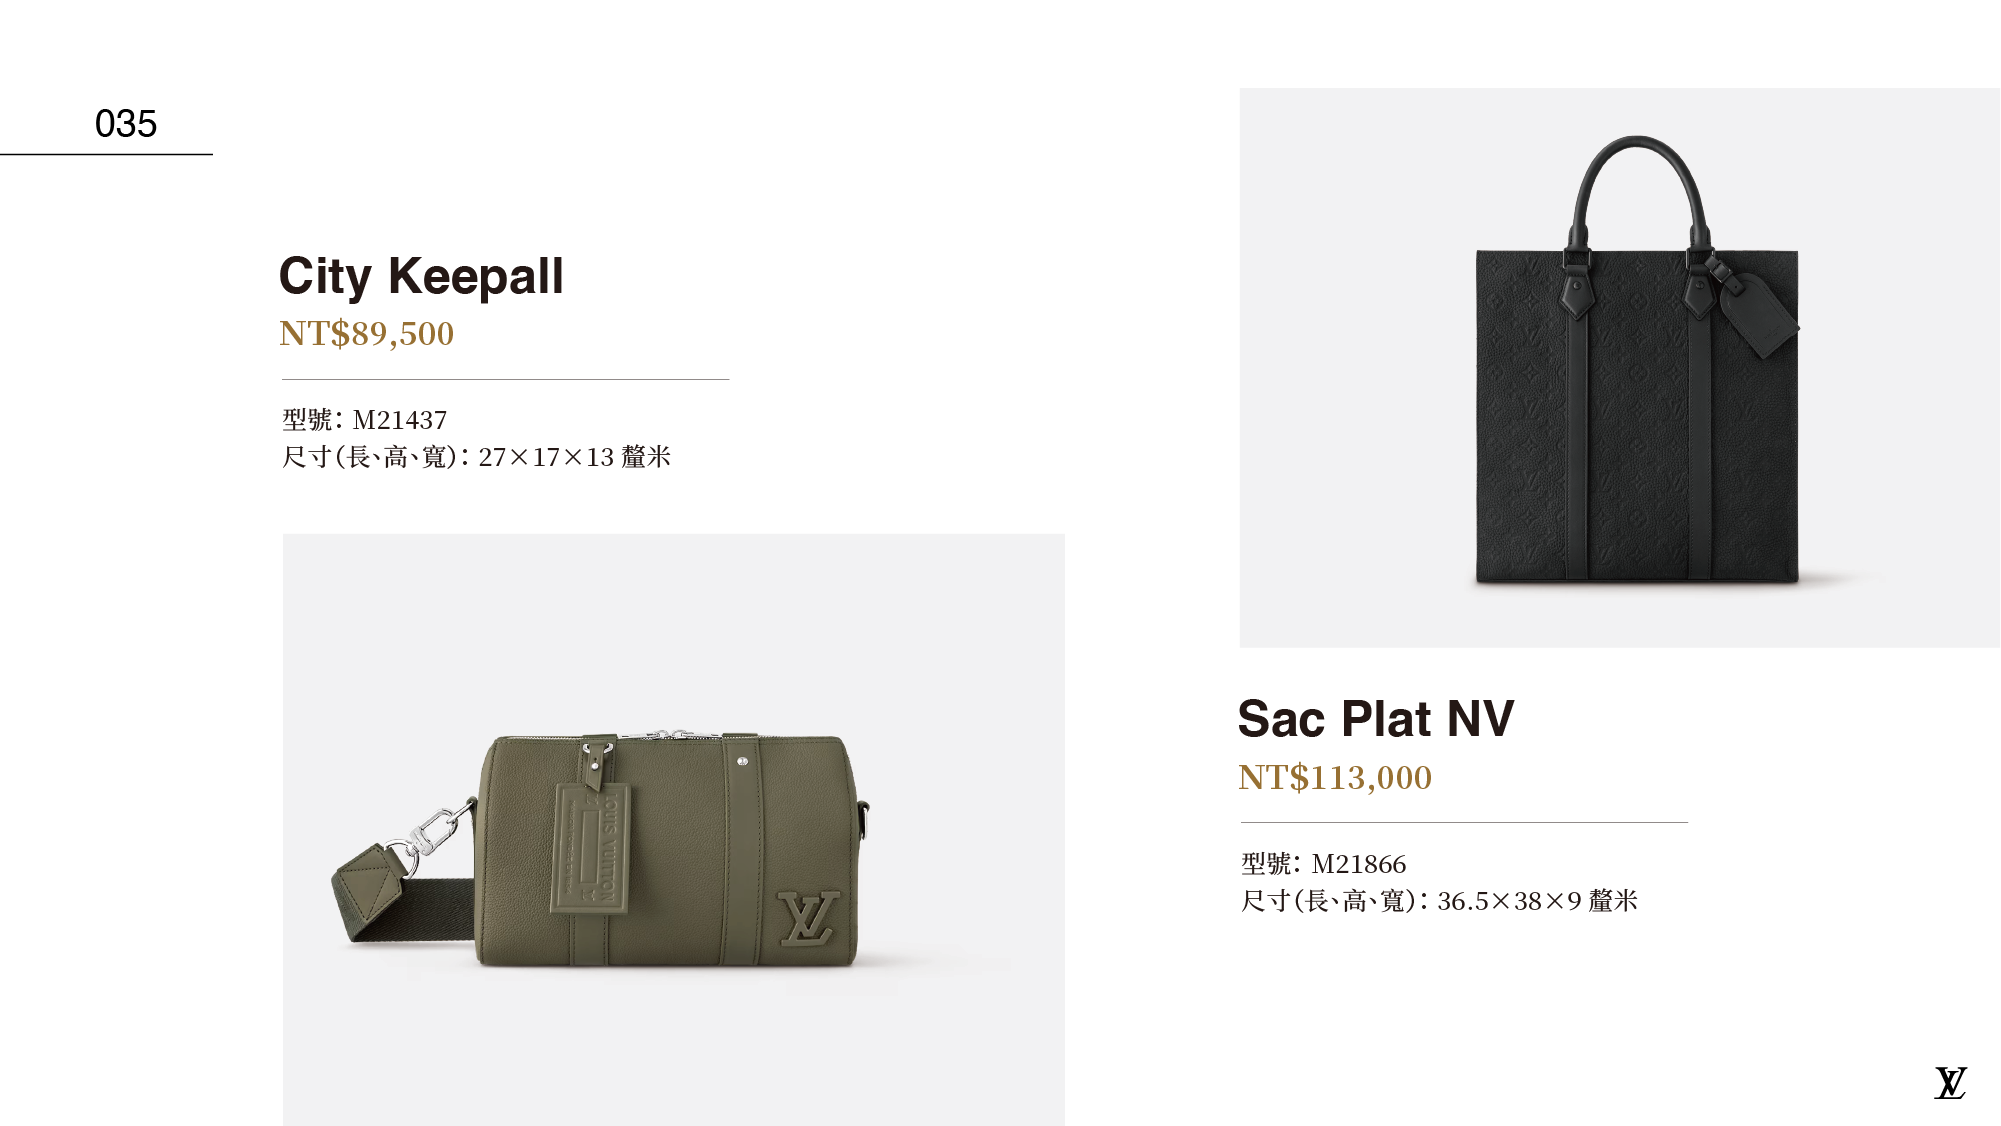 035
City Keepall
NT$89,500
型號：M21437
尺寸（長、高、寬）：27×17×13 釐米
LOUIS VUITTON
LV
Sac Plat NV
NT$113,000
型號：M21866
尺寸（長、高、寬）：36.5×38×9 釐米
LV